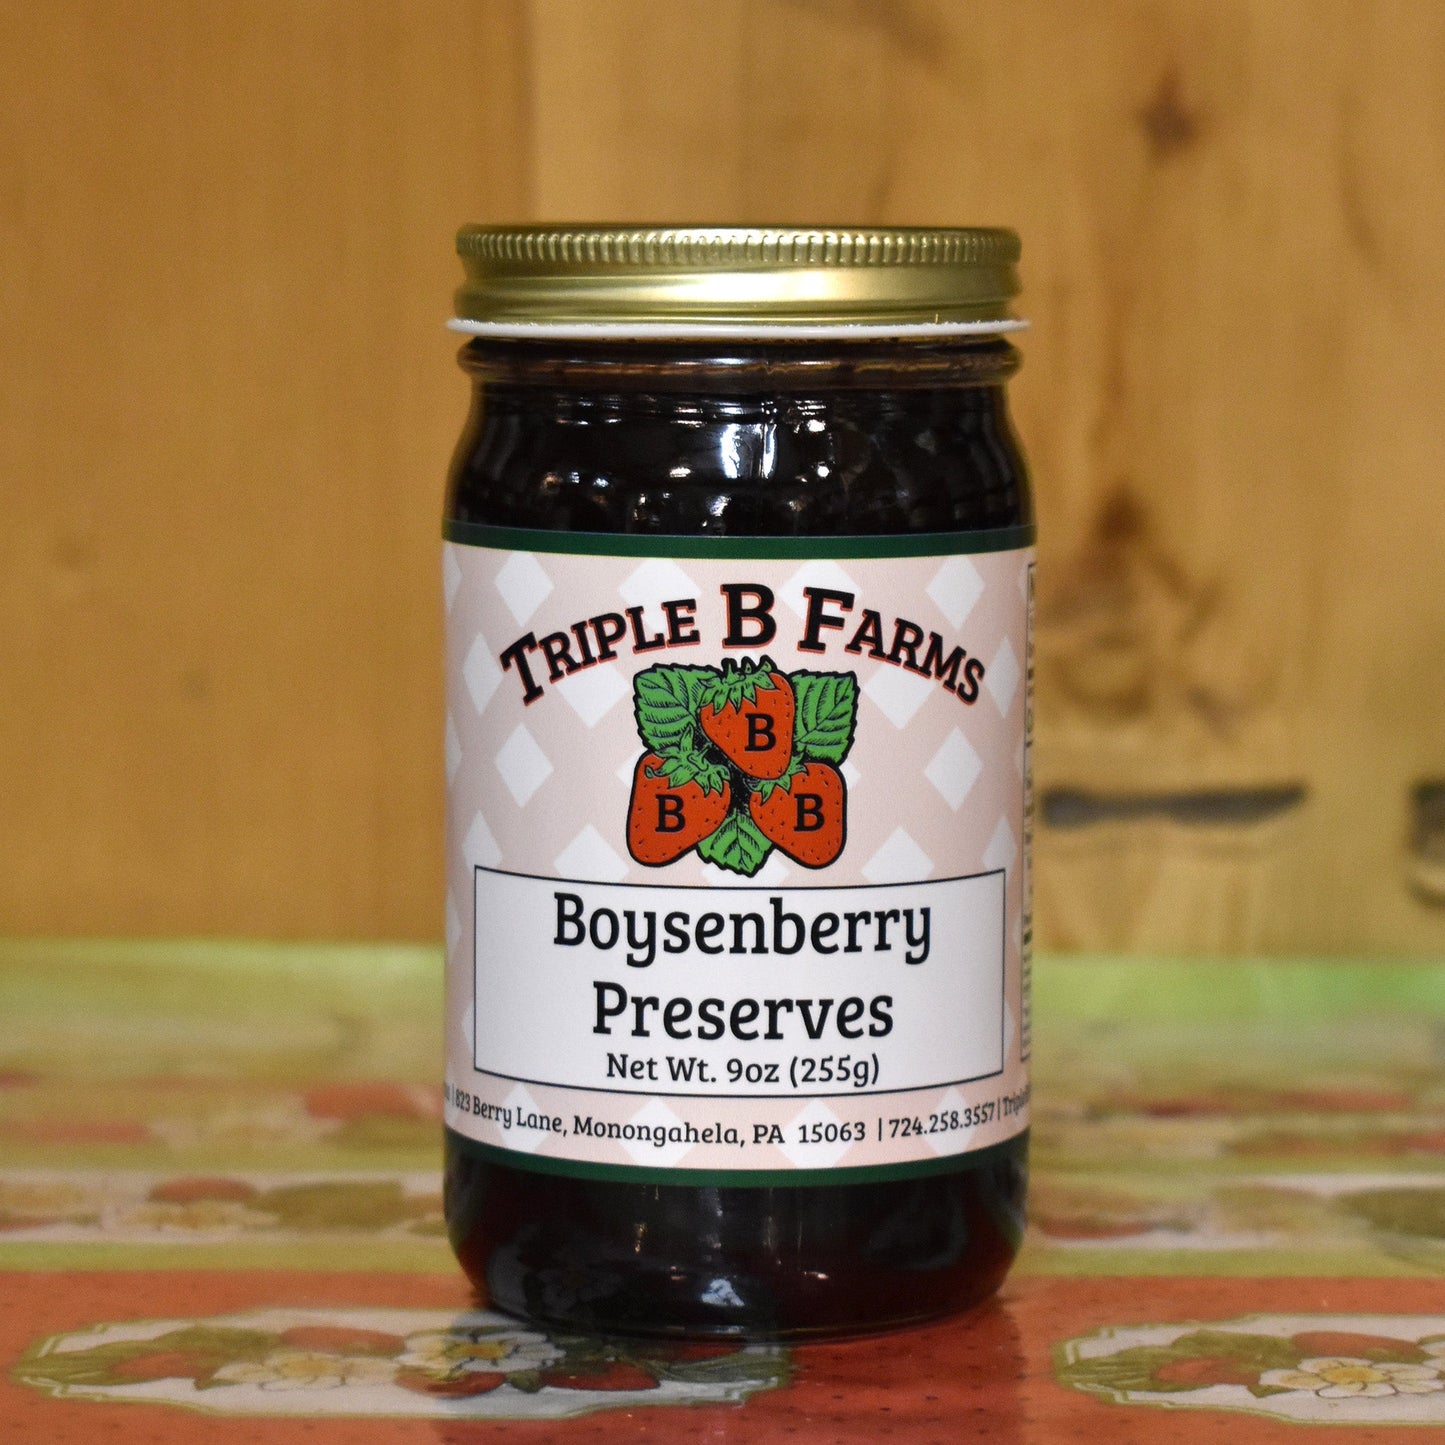 TRIPLE B FARMS
B
B B
Boysenberry
Preserves
Net Wt. 9oz (255g)
| 823 Berry Lane, Monongahela, PA 15063 | 724.258.3557 |